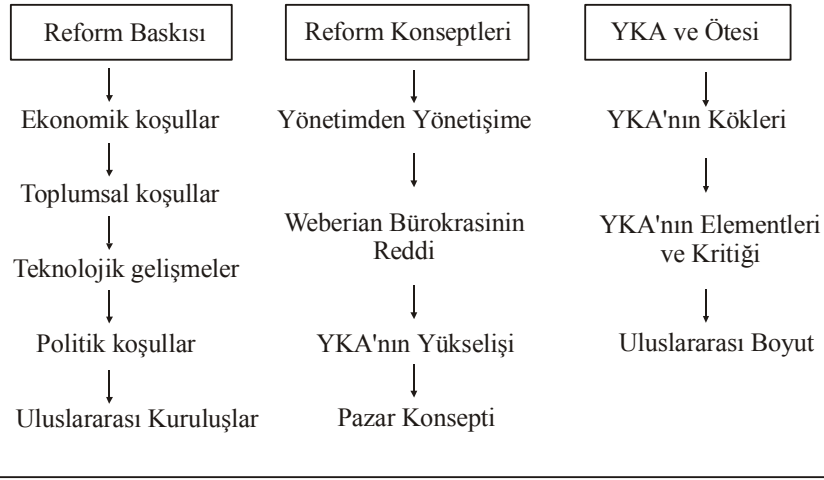 Reform Baskısı
Ekonomik koşullar
Toplumsal koşullar
Teknolojik gelişmeler
Politik koşullar
Uluslararası Kuruluşlar
Reform Konseptleri
Yönetimden Yönetişime
Weberian Bürokrasinin
Reddi
YKA'nın Yükselişi
Pazar Konsepti
YKA ve Ötesi
YKA'nın Kökleri
YKA'nın Elementleri
ve Kritiği
Uluslararası Boyut